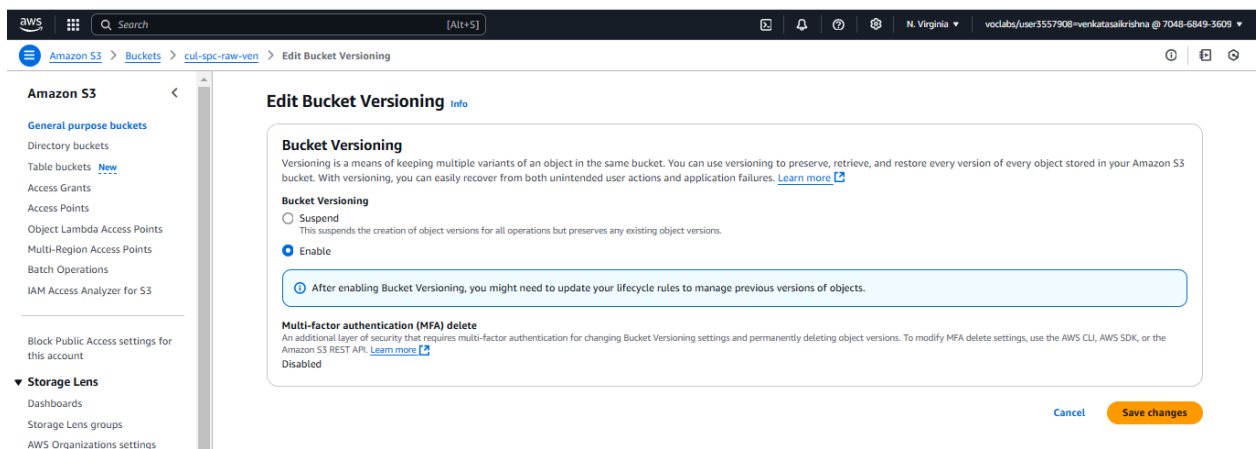 aws
Search
[Alt+S]
N. Virginia
voclabs/user3557908=venkatasaikrishna @ 7048-6849-3609
Amazon S3 > Buckets > cul-spc-raw-ven > Edit Bucket Versioning
Amazon S3
General purpose buckets
Directory buckets
Table buckets New
Access Grants
Access Points
Object Lambda Access Points
Multi-Region Access Points
Batch Operations
IAM Access Analyzer for S3
Block Public Access settings for
this account
Storage Lens
Dashboards
Storage Lens groups
AWS Organizations settings
Edit Bucket Versioning Info
Bucket Versioning
Versioning is a means of keeping multiple variants of an object in the same bucket. You can use versioning to preserve, retrieve, and restore every version of every object stored in your Amazon S3
bucket. With versioning, you can easily recover from both unintended user actions and application failures. Learn more
Bucket Versioning
Suspend
This suspends the creation of object versions for all operations but preserves any existing object versions.
Enable
After enabling Bucket Versioning, you might need to update your lifecycle rules to manage previous versions of objects.
Multi-factor authentication (MFA) delete
An additional layer of security that requires multi-factor authentication for changing Bucket Versioning settings and permanently deleting object versions. To modify MFA delete settings, use the AWS CLI, AWS SDK, or the
Amazon S3 REST API. Learn more
Disabled
Cancel
Save changes